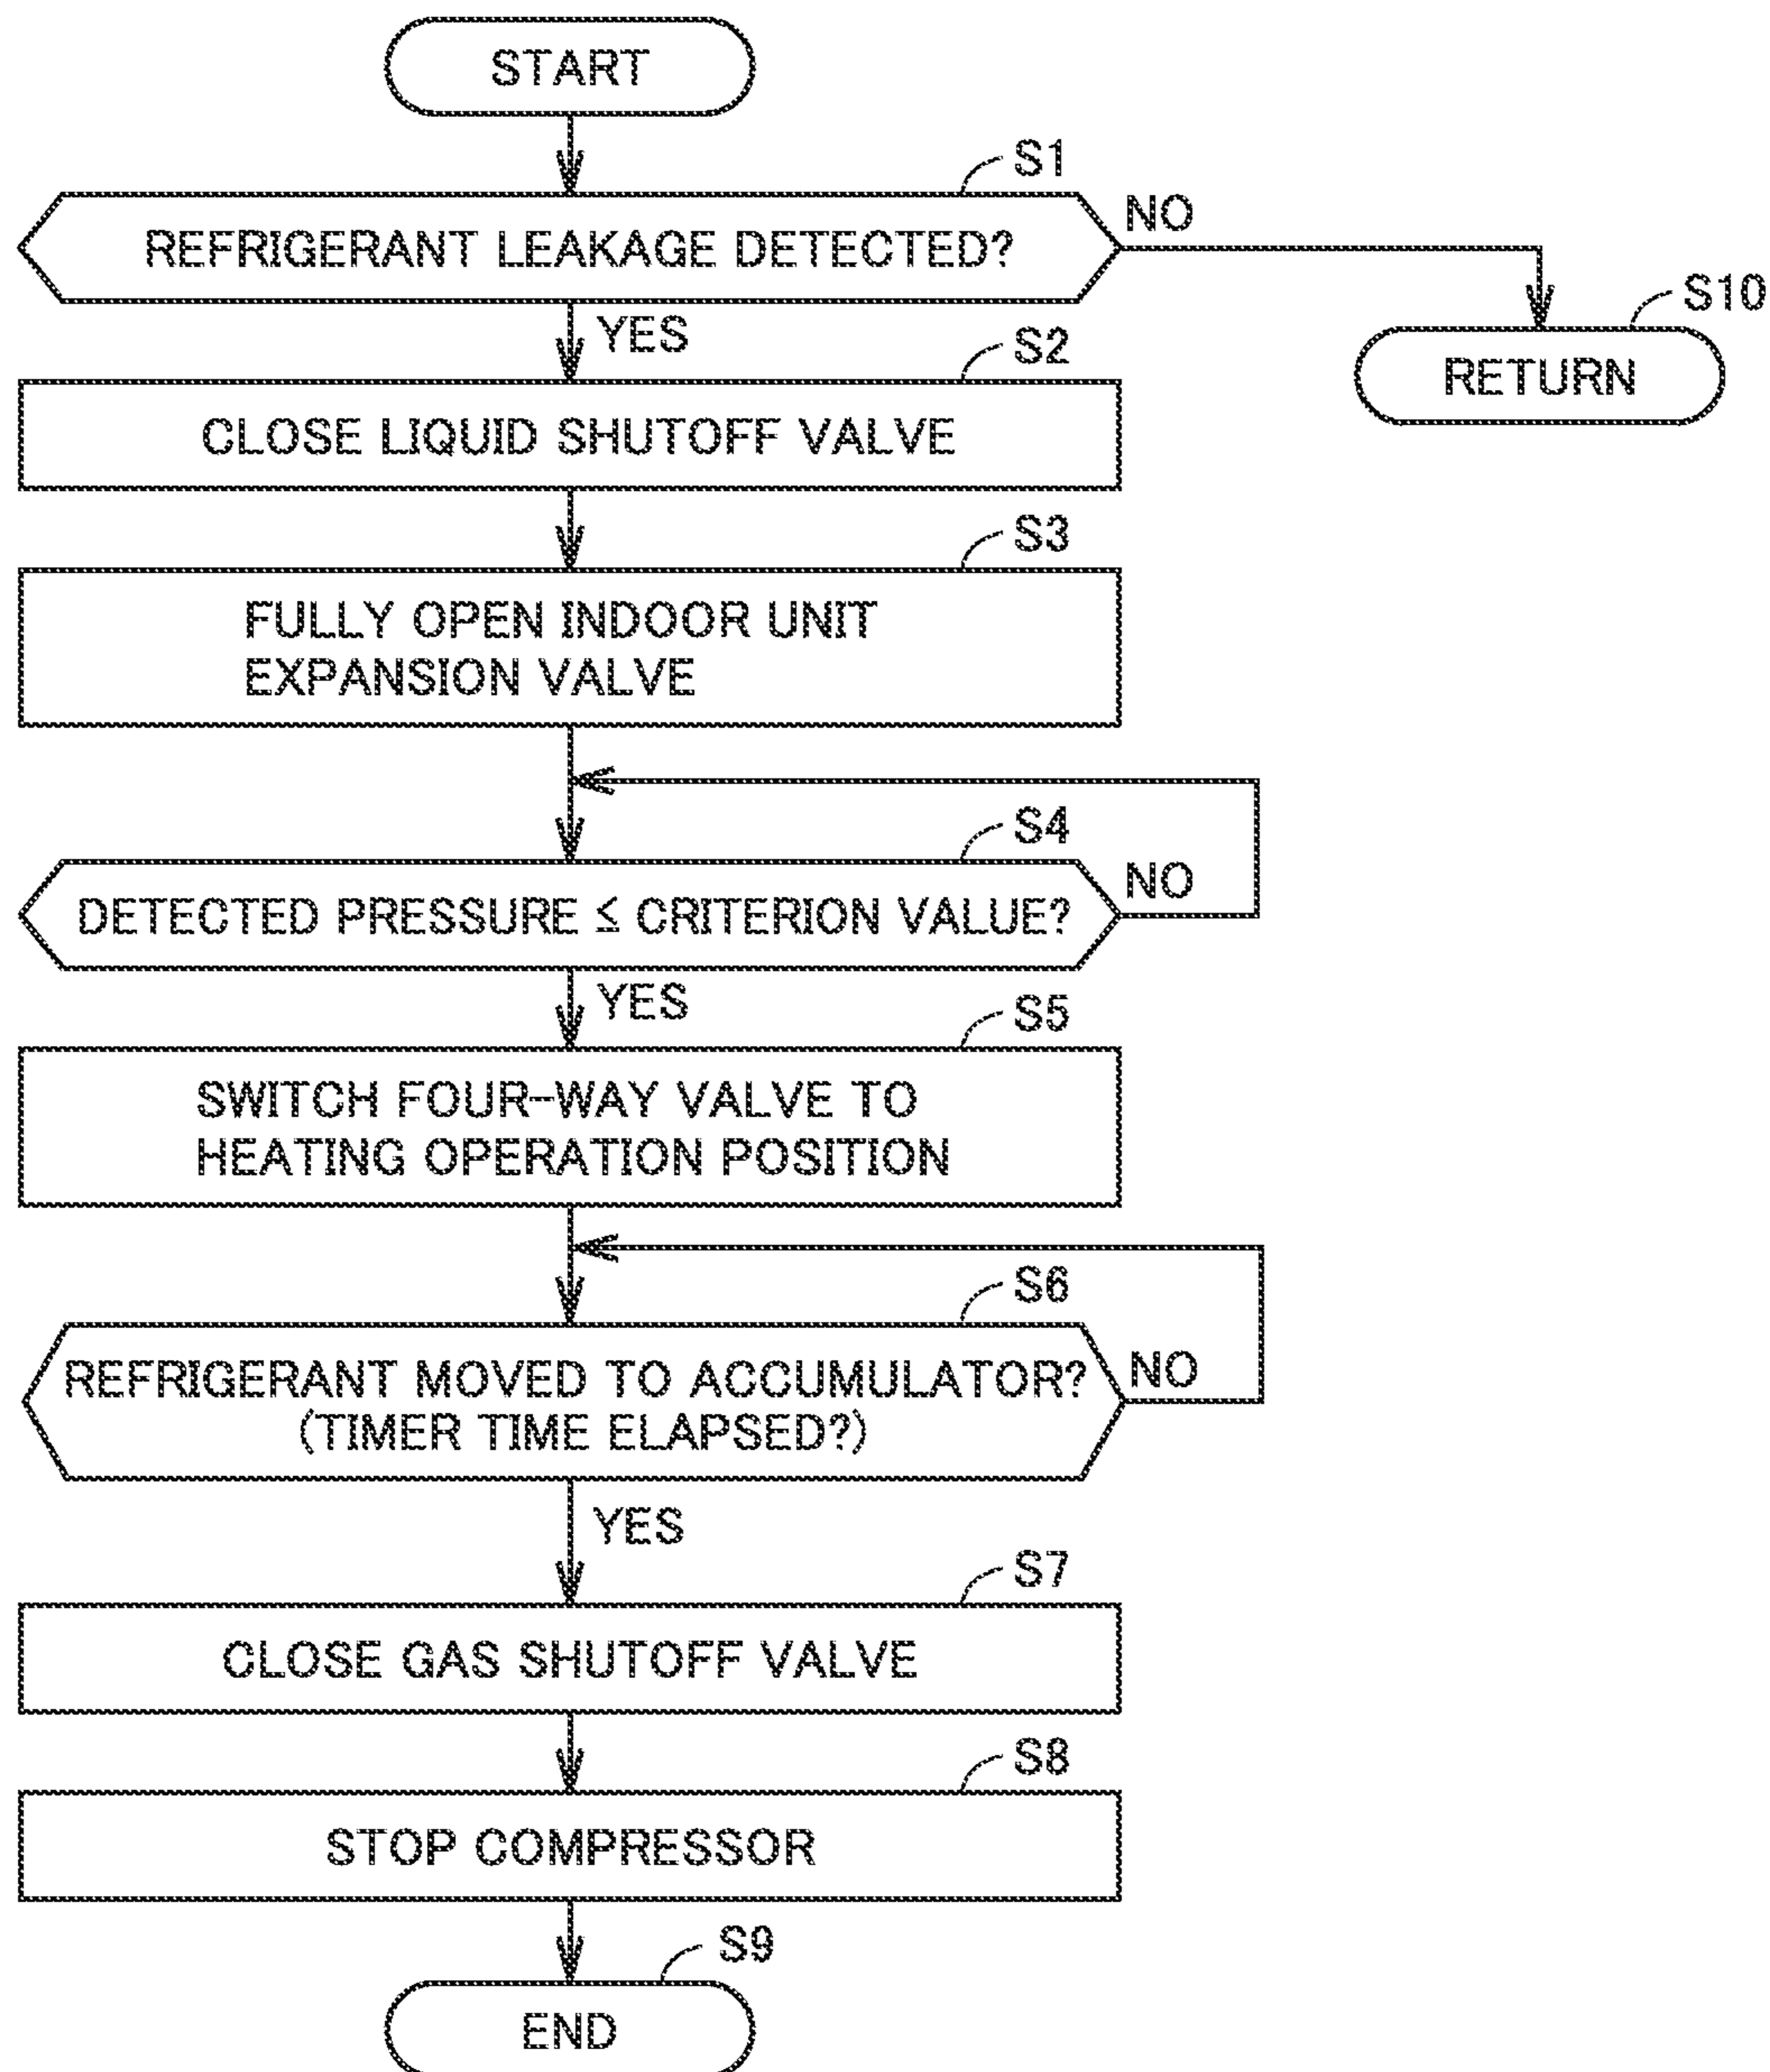 START
S1
REFRIGERANT LEAKAGE DETECTED?
NO
S10
RETURN
YES
S2
CLOSE LIQUID SHUTOFF VALVE
S3
FULLY OPEN INDOOR UNIT
EXPANSION VALVE
S4
DETECTED PRESSURE ≤ CRITERION VALUE?
NO
YES
S5
SWITCH FOUR-WAY VALVE TO
HEATING OPERATION POSITION
S6
REFRIGERANT MOVED TO ACCUMULATOR?
(TIMER TIME ELAPSED?)
NO
YES
S7
CLOSE GAS SHUTOFF VALVE
S8
STOP COMPRESSOR
S9
END